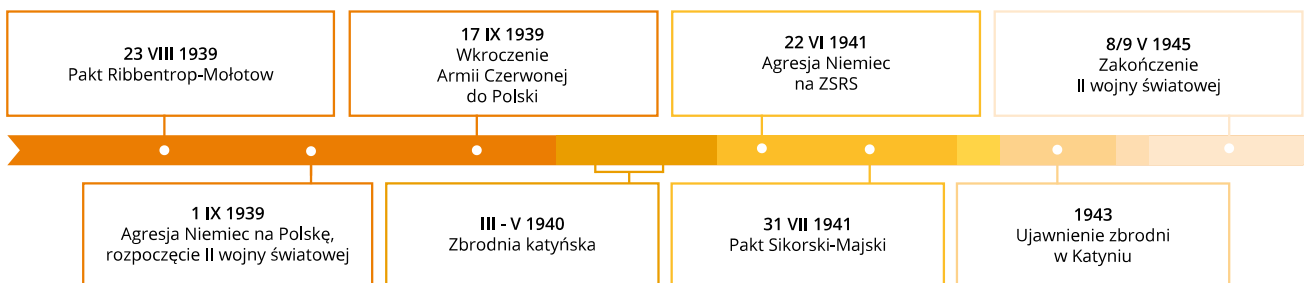 23 VIII 1939
Pakt Ribbentrop-Mołotow
17 IX 1939
Wkroczenie
Armii Czerwonej
do Polski
22 VI 1941
Agresja Niemiec
na ZSRS
8/9 V 1945
Zakończenie
II wojny światowej
1 IX 1939
Agresja Niemiec na Polskę,
rozpoczęcie II wojny światowej
III - V 1940
Zbrodnia katyńska
31 VII 1941
Pakt Sikorski-Majski
1943
Ujawnienie zbrodni
w Katyniu